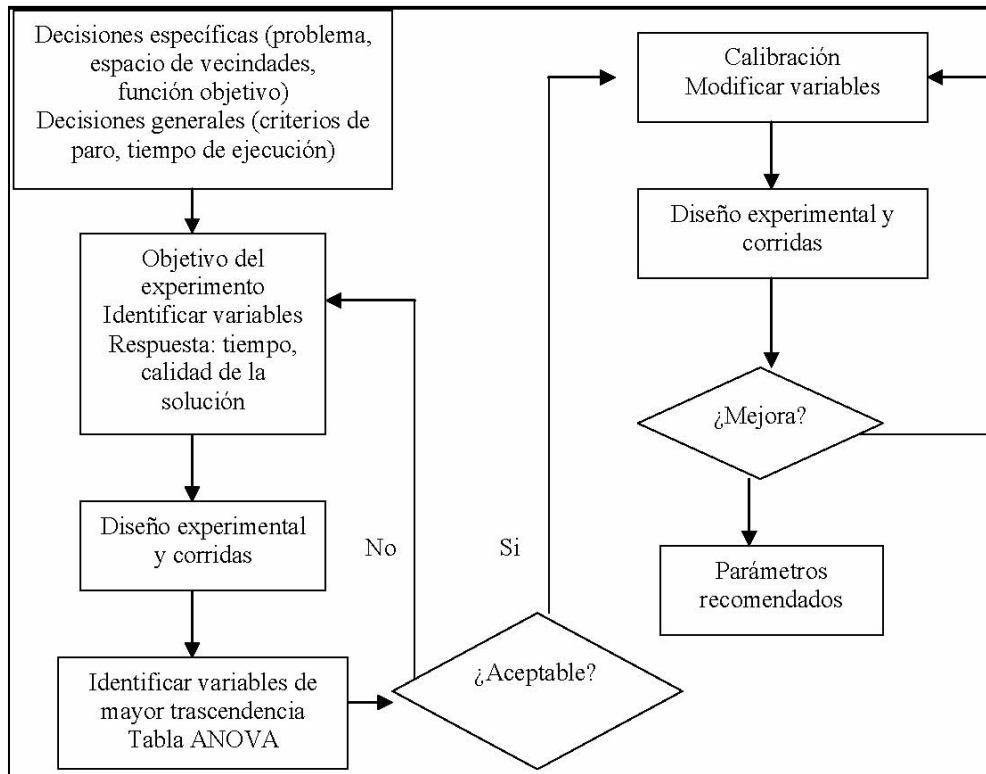 Decisiones específicas (problema,
espacio de vecindades,
función objetivo)
Decisiones generales (criterios de
paro, tiempo de ejecución)
Objetivo del
experimento
Identificar variables
Respuesta: tiempo,
calidad de la
solución
Diseño experimental
y corridas
Identificar variables de
mayor trascendencia
Tabla ANOVA
¿Aceptable?
No
Si
Calibración
Modificar variables
Diseño experimental y
corridas
¿Mejora?
Parámetros
recomendados